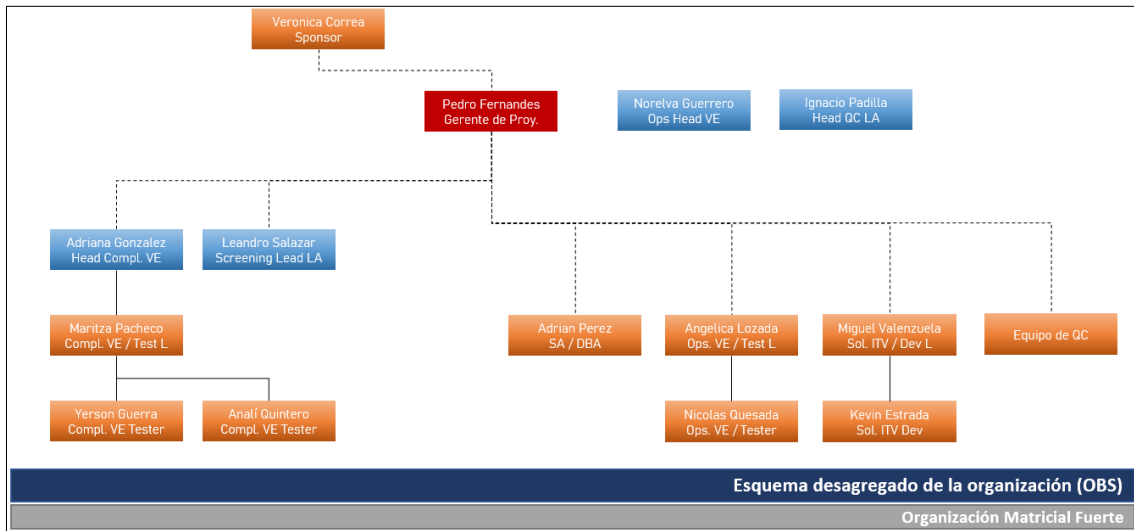 Veronica Correa
Sponsor
Pedro Fernandes
Gerente de Proy.
Norelva Guerrero
Ops Head VE
Ignacio Padilla
Head QC LA
Adriana Gonzalez
Head Compl. VE
Leandro Salazar
Screening Lead LA
Maritza Pacheco
Compl. VE / Test L
Adrian Perez
SA / DBA
Angelica Lozada
Ops. VE / Test L
Miguel Valenzuela
Sol. ITV / Dev L
Equipo de QC
Yerson Guerra
Compl. VE Tester
Analí Quintero
Compl. VE Tester
Nicolas Quesada
Ops. VE / Tester
Kevin Estrada
Sol. ITV Dev
Esquema desagregado de la organización (OBS)
Organización Matricial Fuerte